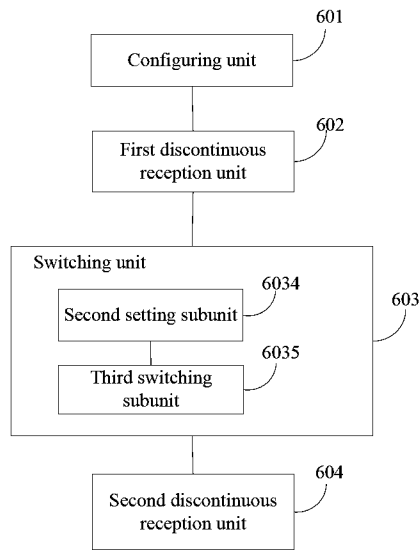 601
Configuring unit
602
First discontinuous
reception unit
Switching unit
6034
Second setting subunit
603
6035
Third switching
subunit
604
Second discontinuous
reception unit